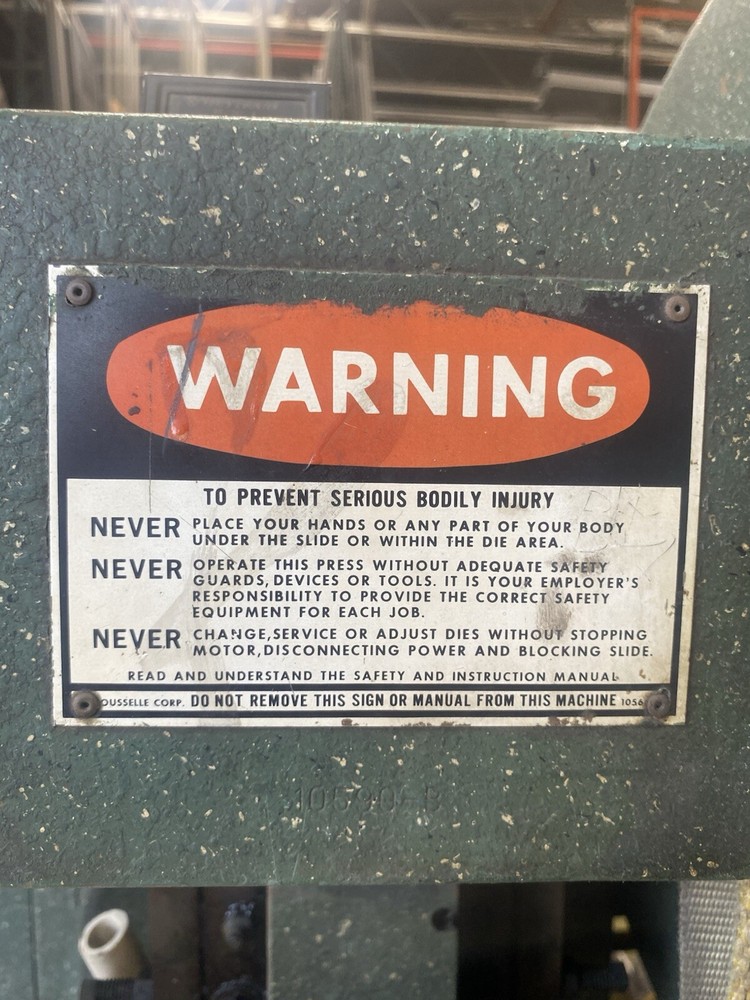 WARNING
TO PREVENT SERIOUS BODILY INJURY
NEVER PLACE YOUR HANDS OR ANY PART OF YOUR BODY
UNDER THE SLIDE OR WITHIN THE DIE AREA.
NEVER OPERATE THIS PRESS WITHOUT ADEQUATE SAFETY
GUARDS, DEVICES OR TOOLS. IT IS YOUR EMPLOYER'S
RESPONSIBILITY TO PROVIDE THE CORRECT SAFETY
EQUIPMENT FOR EACH JOB.
NEVER CHANGE, SERVICE OR ADJUST DIES WITHOUT STOPPING
MOTOR, DISCONNECTING POWER AND BLOCKING SLIDE.
READ AND UNDERSTAND THE SAFETY AND INSTRUCTION MANUAL
OUSSELLE CORP. DO NOT REMOVE THIS SIGN OR MANUAL FROM THIS MACHINE 1056